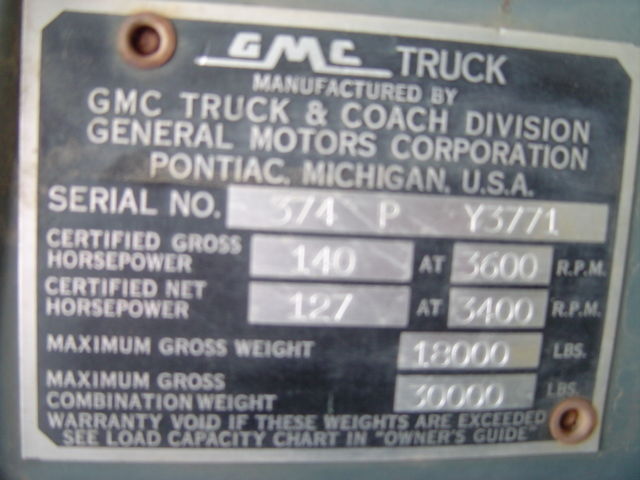 GMC TRUCK
MANUFACTURED BY
GMC TRUCK & COACH DIVISION
GENERAL MOTORS CORPORATION
PONTIAC, MICHIGAN, U.S.A.
SERIAL NO. 374 P Y3771
CERTIFIED GROSS HORSEPOWER 140 AT 3600 R.P.M.
CERTIFIED NET HORSEPOWER 127 AT 3400 R.P.M.
MAXIMUM GROSS WEIGHT 18000 LBS.
MAXIMUM GROSS COMBINATION WEIGHT 30000 LBS.
WARRANTY VOID IF THESE WEIGHTS ARE EXCEEDED
SEE LOAD CAPACITY CHART IN "OWNER'S GUIDE"